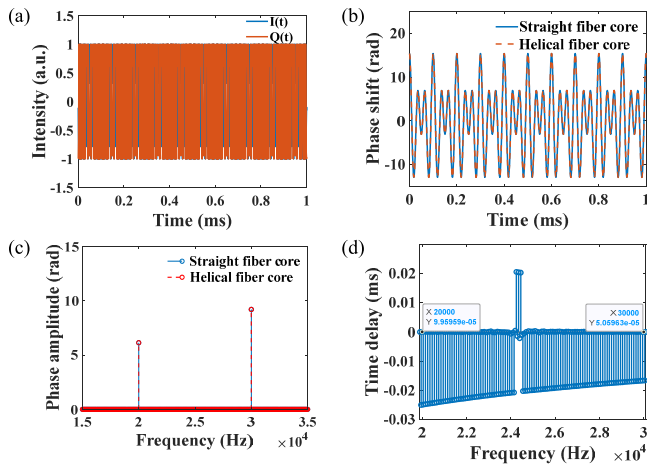 (a)
I(t)
Q(t)
1.5
1
0.5
0
-0.5
-1
-1.5
Intensity (a.u.)
0 0.2 0.4 0.6 0.8 1
Time (ms)
(b)
Straight fiber core
Helical fiber core
20
10
0
-10
Phase shift (rad)
0 0.2 0.4 0.6 0.8 1
Time (ms)
(c)
Straight fiber core
Helical fiber core
15
10
5
0
Phase amplitude (rad)
1.5 2 2.5 3 3.5
Frequency (Hz) ×10⁴
(d)
0.02
0.01
0
-0.01
-0.02
-0.03
Time delay (ms)
X 20000
Y 9.95959e-05
X 30000
Y 5.05963e-05
2 2.2 2.4 2.6 2.8 3
Frequency (Hz) ×10⁴